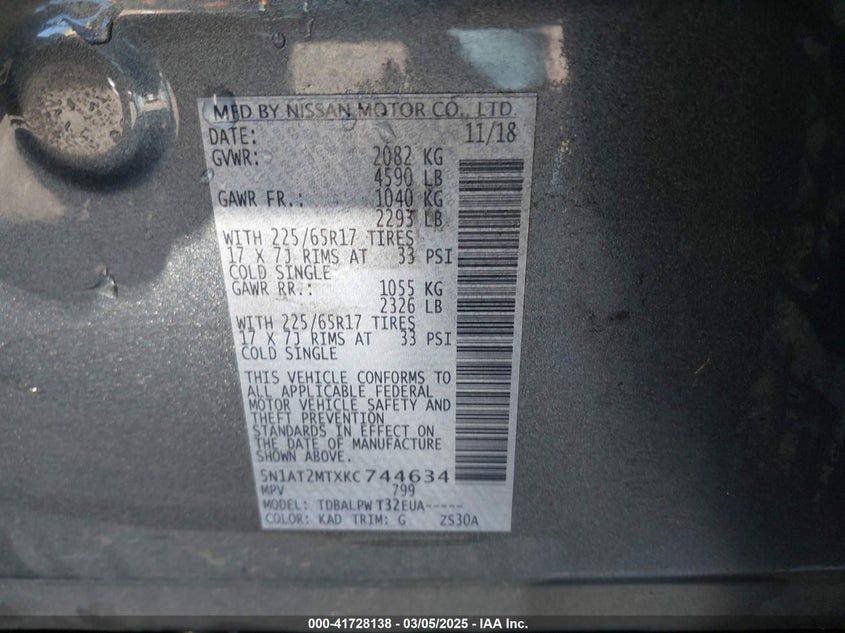 MFD BY NISSAN MOTOR CO., LTD.
DATE: 11/18
GVWR: 2082 KG
4590 LB
GAWR FR.: 1040 KG
2293 LB
WITH 225/65R17 TIRES
17 X 7J RIMS AT 33 PSI
COLD SINGLE
GAWR RR.: 1055 KG
2326 LB
WITH 225/65R17 TIRES
17 X 7J RIMS AT 33 PSI
COLD SINGLE
THIS VEHICLE CONFORMS TO
ALL APPLICABLE FEDERAL
MOTOR VEHICLE SAFETY AND
THEFT PREVENTION
STANDARDS IN EFFECT ON
THE DATE OF MANUFACTURE
SHOWN ABOVE.
5N1AT2MTXKC744634
MPV 799
MODEL: TDBALPW T32EUA-----
COLOR: KAD TRIM: G ZS30A
000-41728138 - 03/05/2025 - IAA Inc.